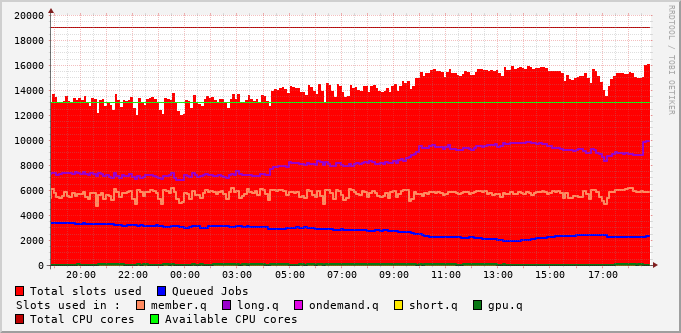 20000
18000
16000
14000
12000
10000
8000
6000
4000
2000
0
20:00 22:00 00:00 03:00 05:00 07:00 09:00 11:00 13:00 15:00 17:00
Total slots used Queued Jobs
Slots used in : member.q long.q ondemand.q short.q gpu.q
Total CPU cores Available CPU cores
RRDTOOL / TOBI OETIKER